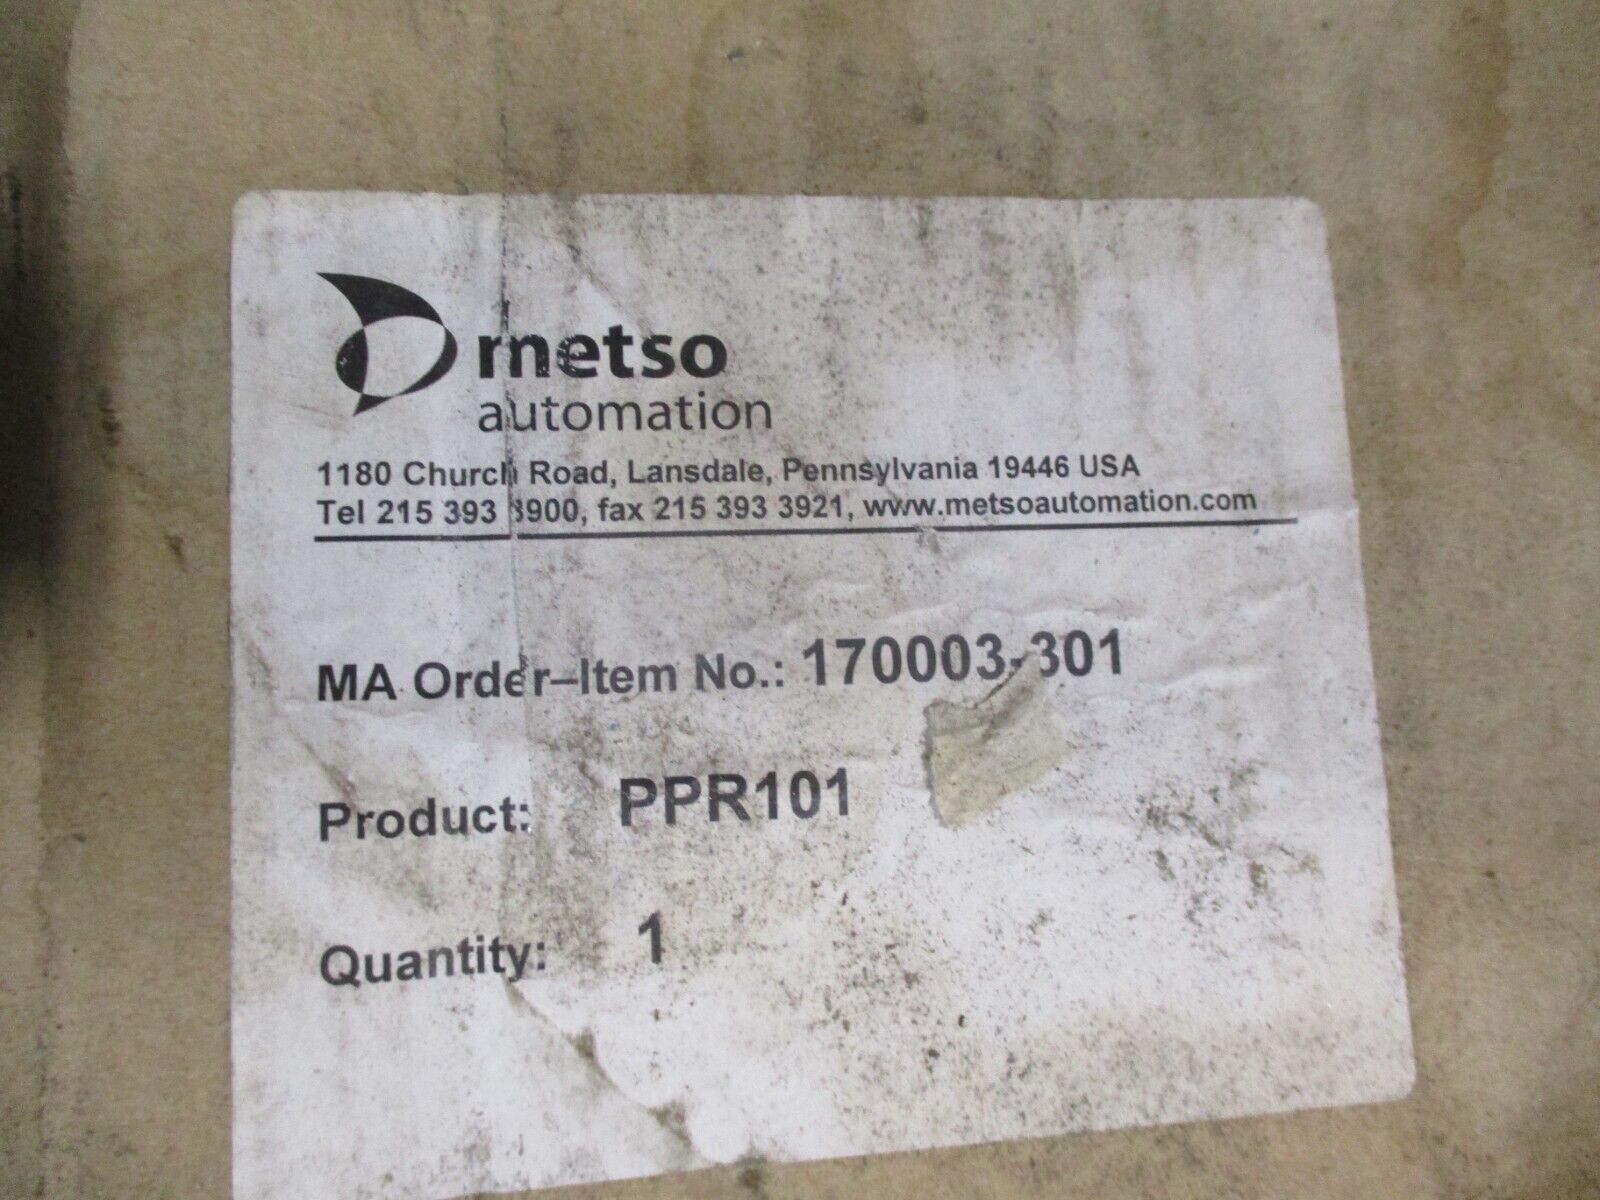 metso
automation
1180 Church Road, Lansdale, Pennsylvania 19446 USA
Tel 215 393 3900, fax 215 393 3921, www.metsoautomation.com
MA Order–Item No.: 170003-301
Product: PPR101
Quantity: 1